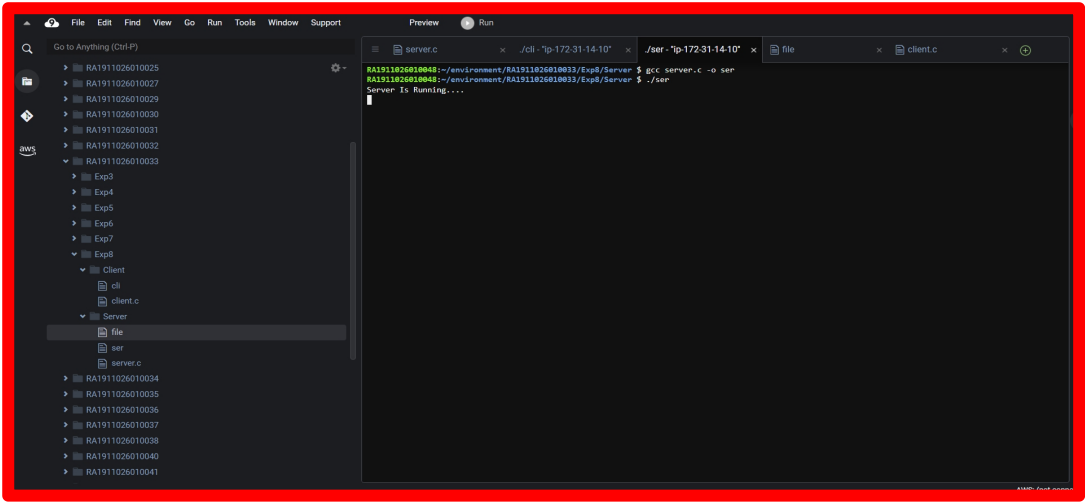 File Edit Find View Go Run Tools Window Support Preview Run
Go to Anything (Ctrl-P)
server.c × ./cli - "ip-172-31-14-10" × ./ser - "ip-172-31-14-10" × file × client.c ×
RA1911026010025
RA1911026010027
RA1911026010029
RA1911026010030
RA1911026010031
RA1911026010032
RA1911026010033
Exp3
Exp4
Exp5
Exp6
Exp7
Exp8
Client
cli
client.c
Server
file
ser
server.c
RA1911026010034
RA1911026010035
RA1911026010036
RA1911026010037
RA1911026010038
RA1911026010040
RA1911026010041
aws
RA1911026010048:~/environment/RA1911026010033/Exp8/Server $ gcc server.c -o ser
RA1911026010048:~/environment/RA1911026010033/Exp8/Server $ ./ser
Server Is Running....